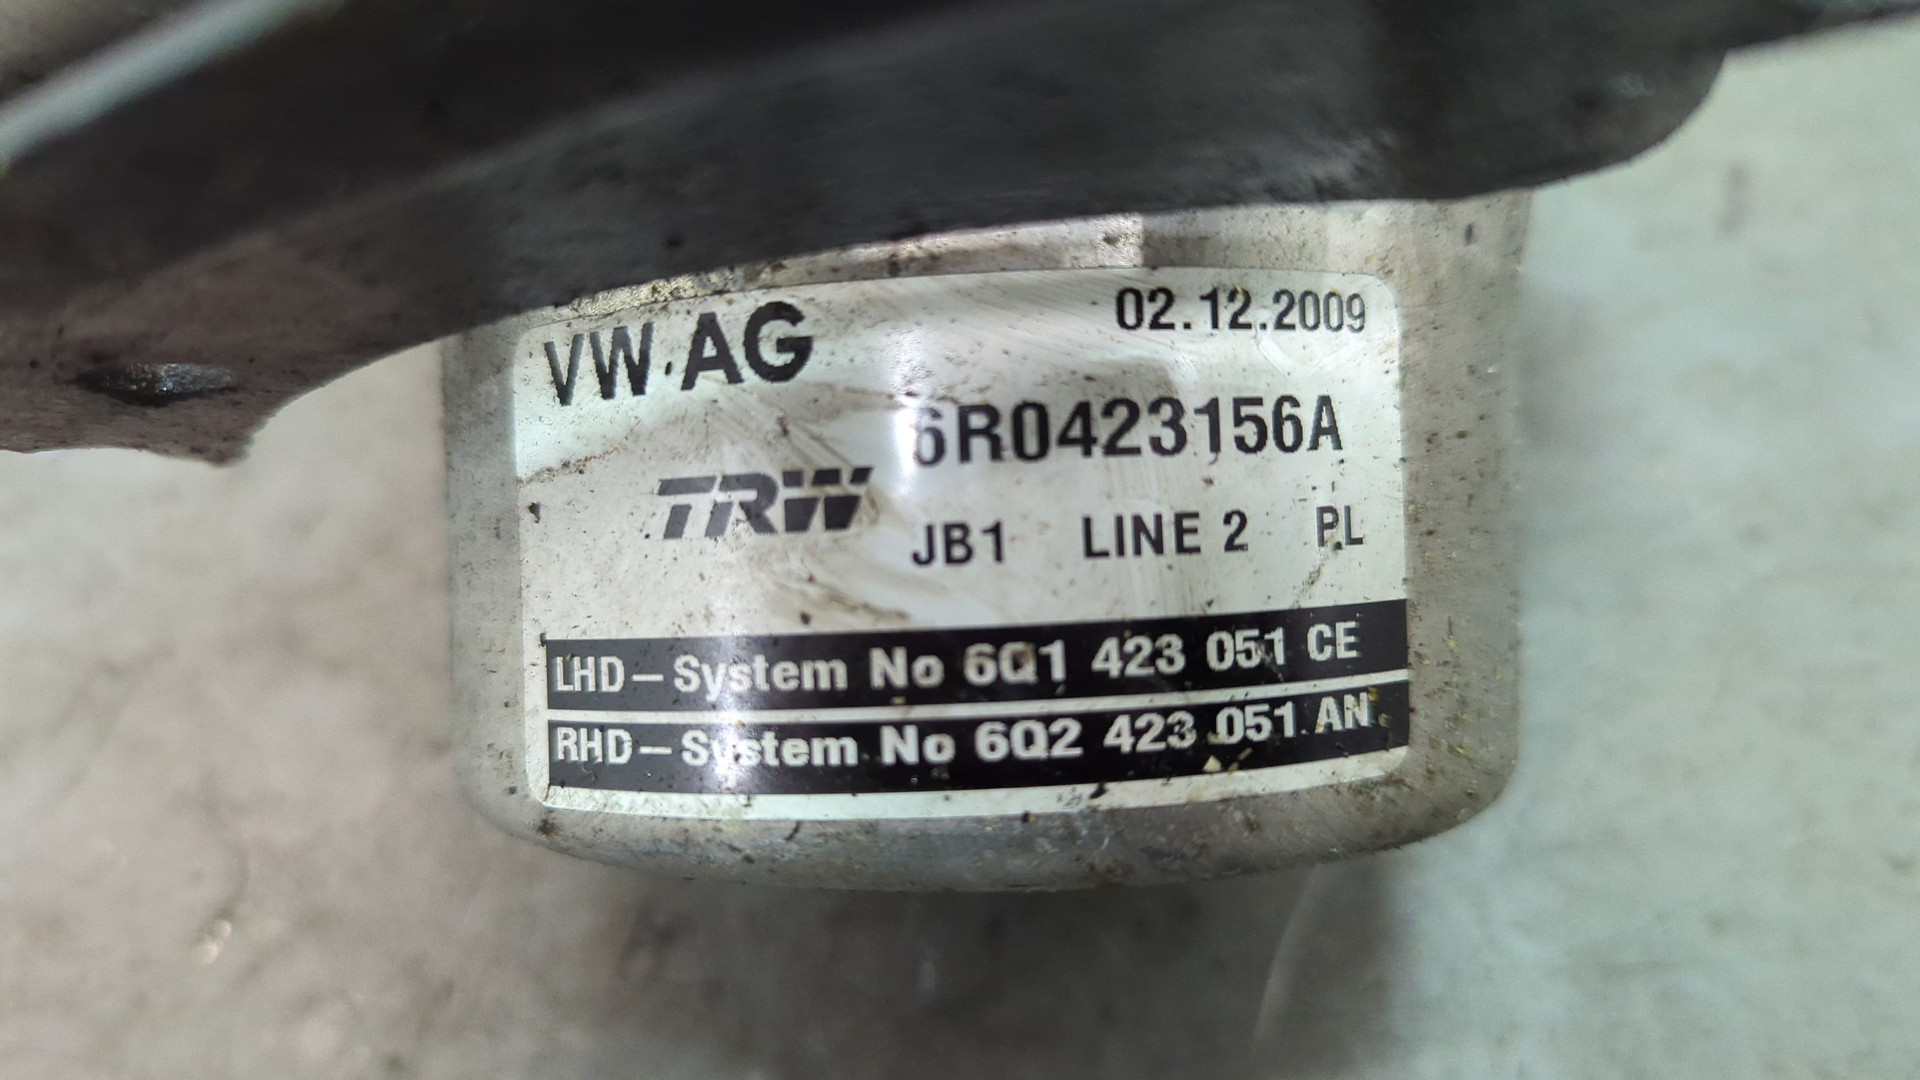 VW AG
02.12.2009
6R0423156A
TRW
JB1 LINE 2 PL
LHD – System No 6Q1 423 051 CE
RHD – System No 6Q2 423 051 AN